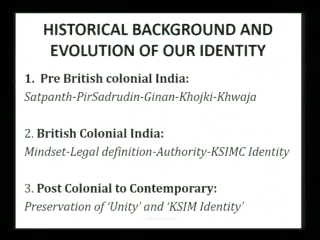 HISTORICAL BACKGROUND AND
EVOLUTION OF OUR IDENTITY
1. Pre British colonial India:
Satpanth-PirSadrudin-Ginan-Khojki-Khwaja
2. British Colonial India:
Mindset-Legal definition-Authority-KSIMC Identity
3. Post Colonial to Contemporary:
Preservation of ‘Unity’ and ‘KSIM Identity’